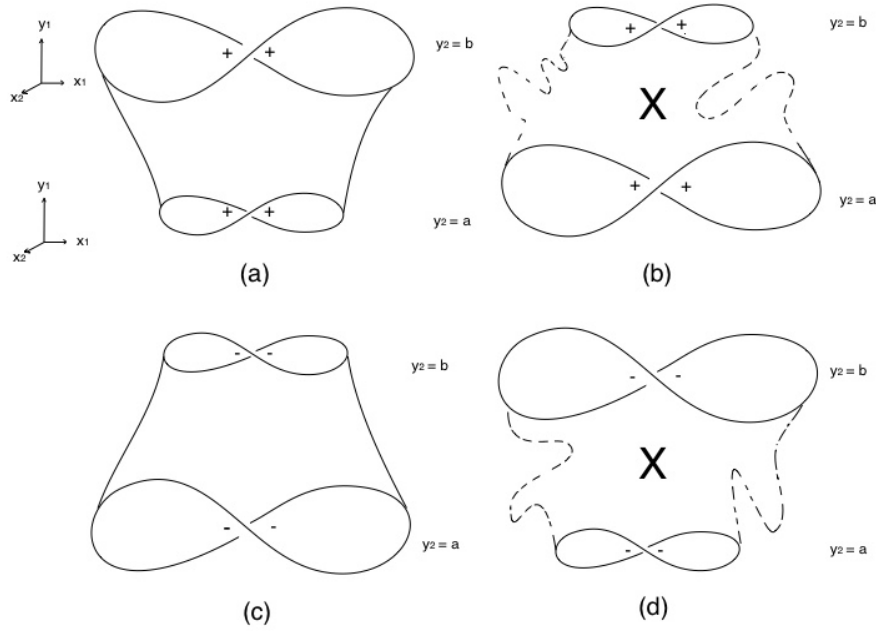 y1
x1
x2
+ +
y2 = b
y1
x1
x2
+ +
y2 = a
(a)
+ +
y2 = b
X
+ +
y2 = a
(b)
- -
y2 = b
- -
y2 = a
(c)
- -
y2 = b
X
- -
y2 = a
(d)